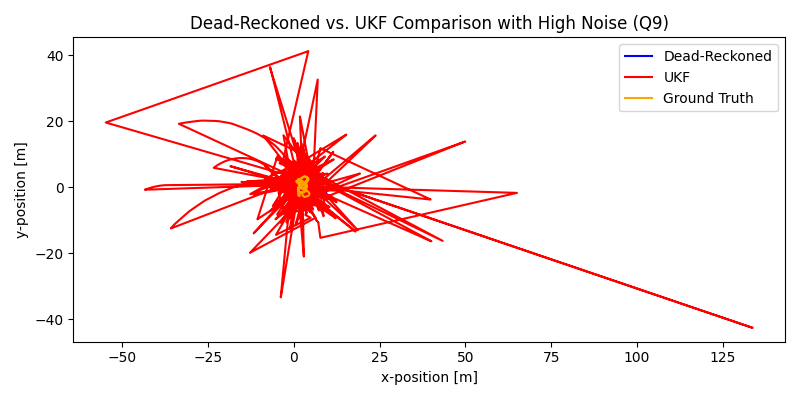 Dead-Reckoned vs. UKF Comparison with High Noise (Q9)
Dead-Reckoned
UKF
Ground Truth
y-position [m]
40
20
0
−20
−40
−50
−25
0
25
50
75
100
125
x-position [m]